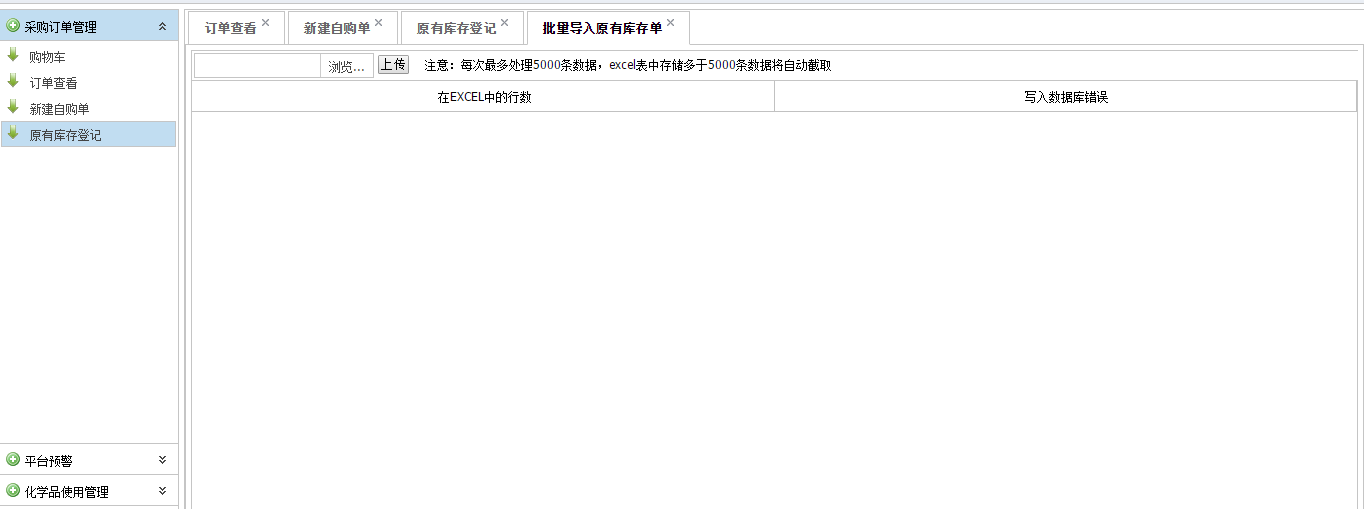 采购订单管理
购物车
订单查看
新建自购单
原有库存登记
平台预警
化学品使用管理
订单查看 新建自购单 原有库存登记 批量导入原有库存单
浏览... 上传 注意：每次最多处理5000条数据，excel表中存储多于5000条数据将自动截取
在EXCEL中的行数 写入数据库错误